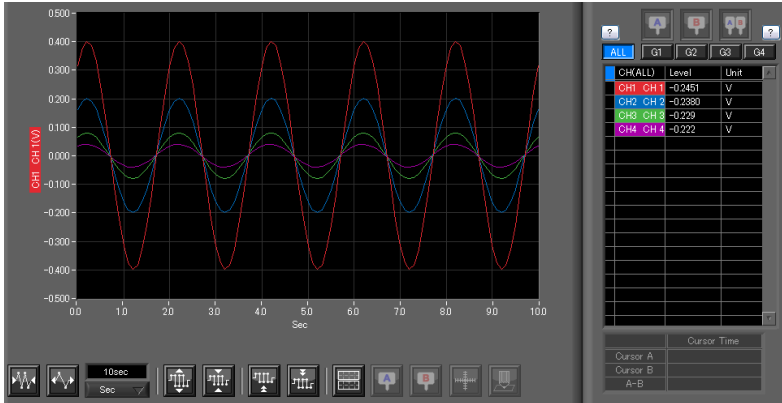 0.500
0.400
0.300
0.200
0.100
0.000
-0.100
-0.200
-0.300
-0.400
-0.500
CH1 CH 1(V)
0.0 1.0 2.0 3.0 4.0 5.0 6.0 7.0 8.0 9.0 10.0
Sec
10sec
Sec
A B
? A B A B ?
ALL G1 G2 G3 G4
CH(ALL) Level Unit
CH1 CH 1 -0.2451 V
CH2 CH 2 -0.2380 V
CH3 CH 3 -0.229 V
CH4 CH 4 -0.222 V
Cursor Time
Cursor A
Cursor B
A-B